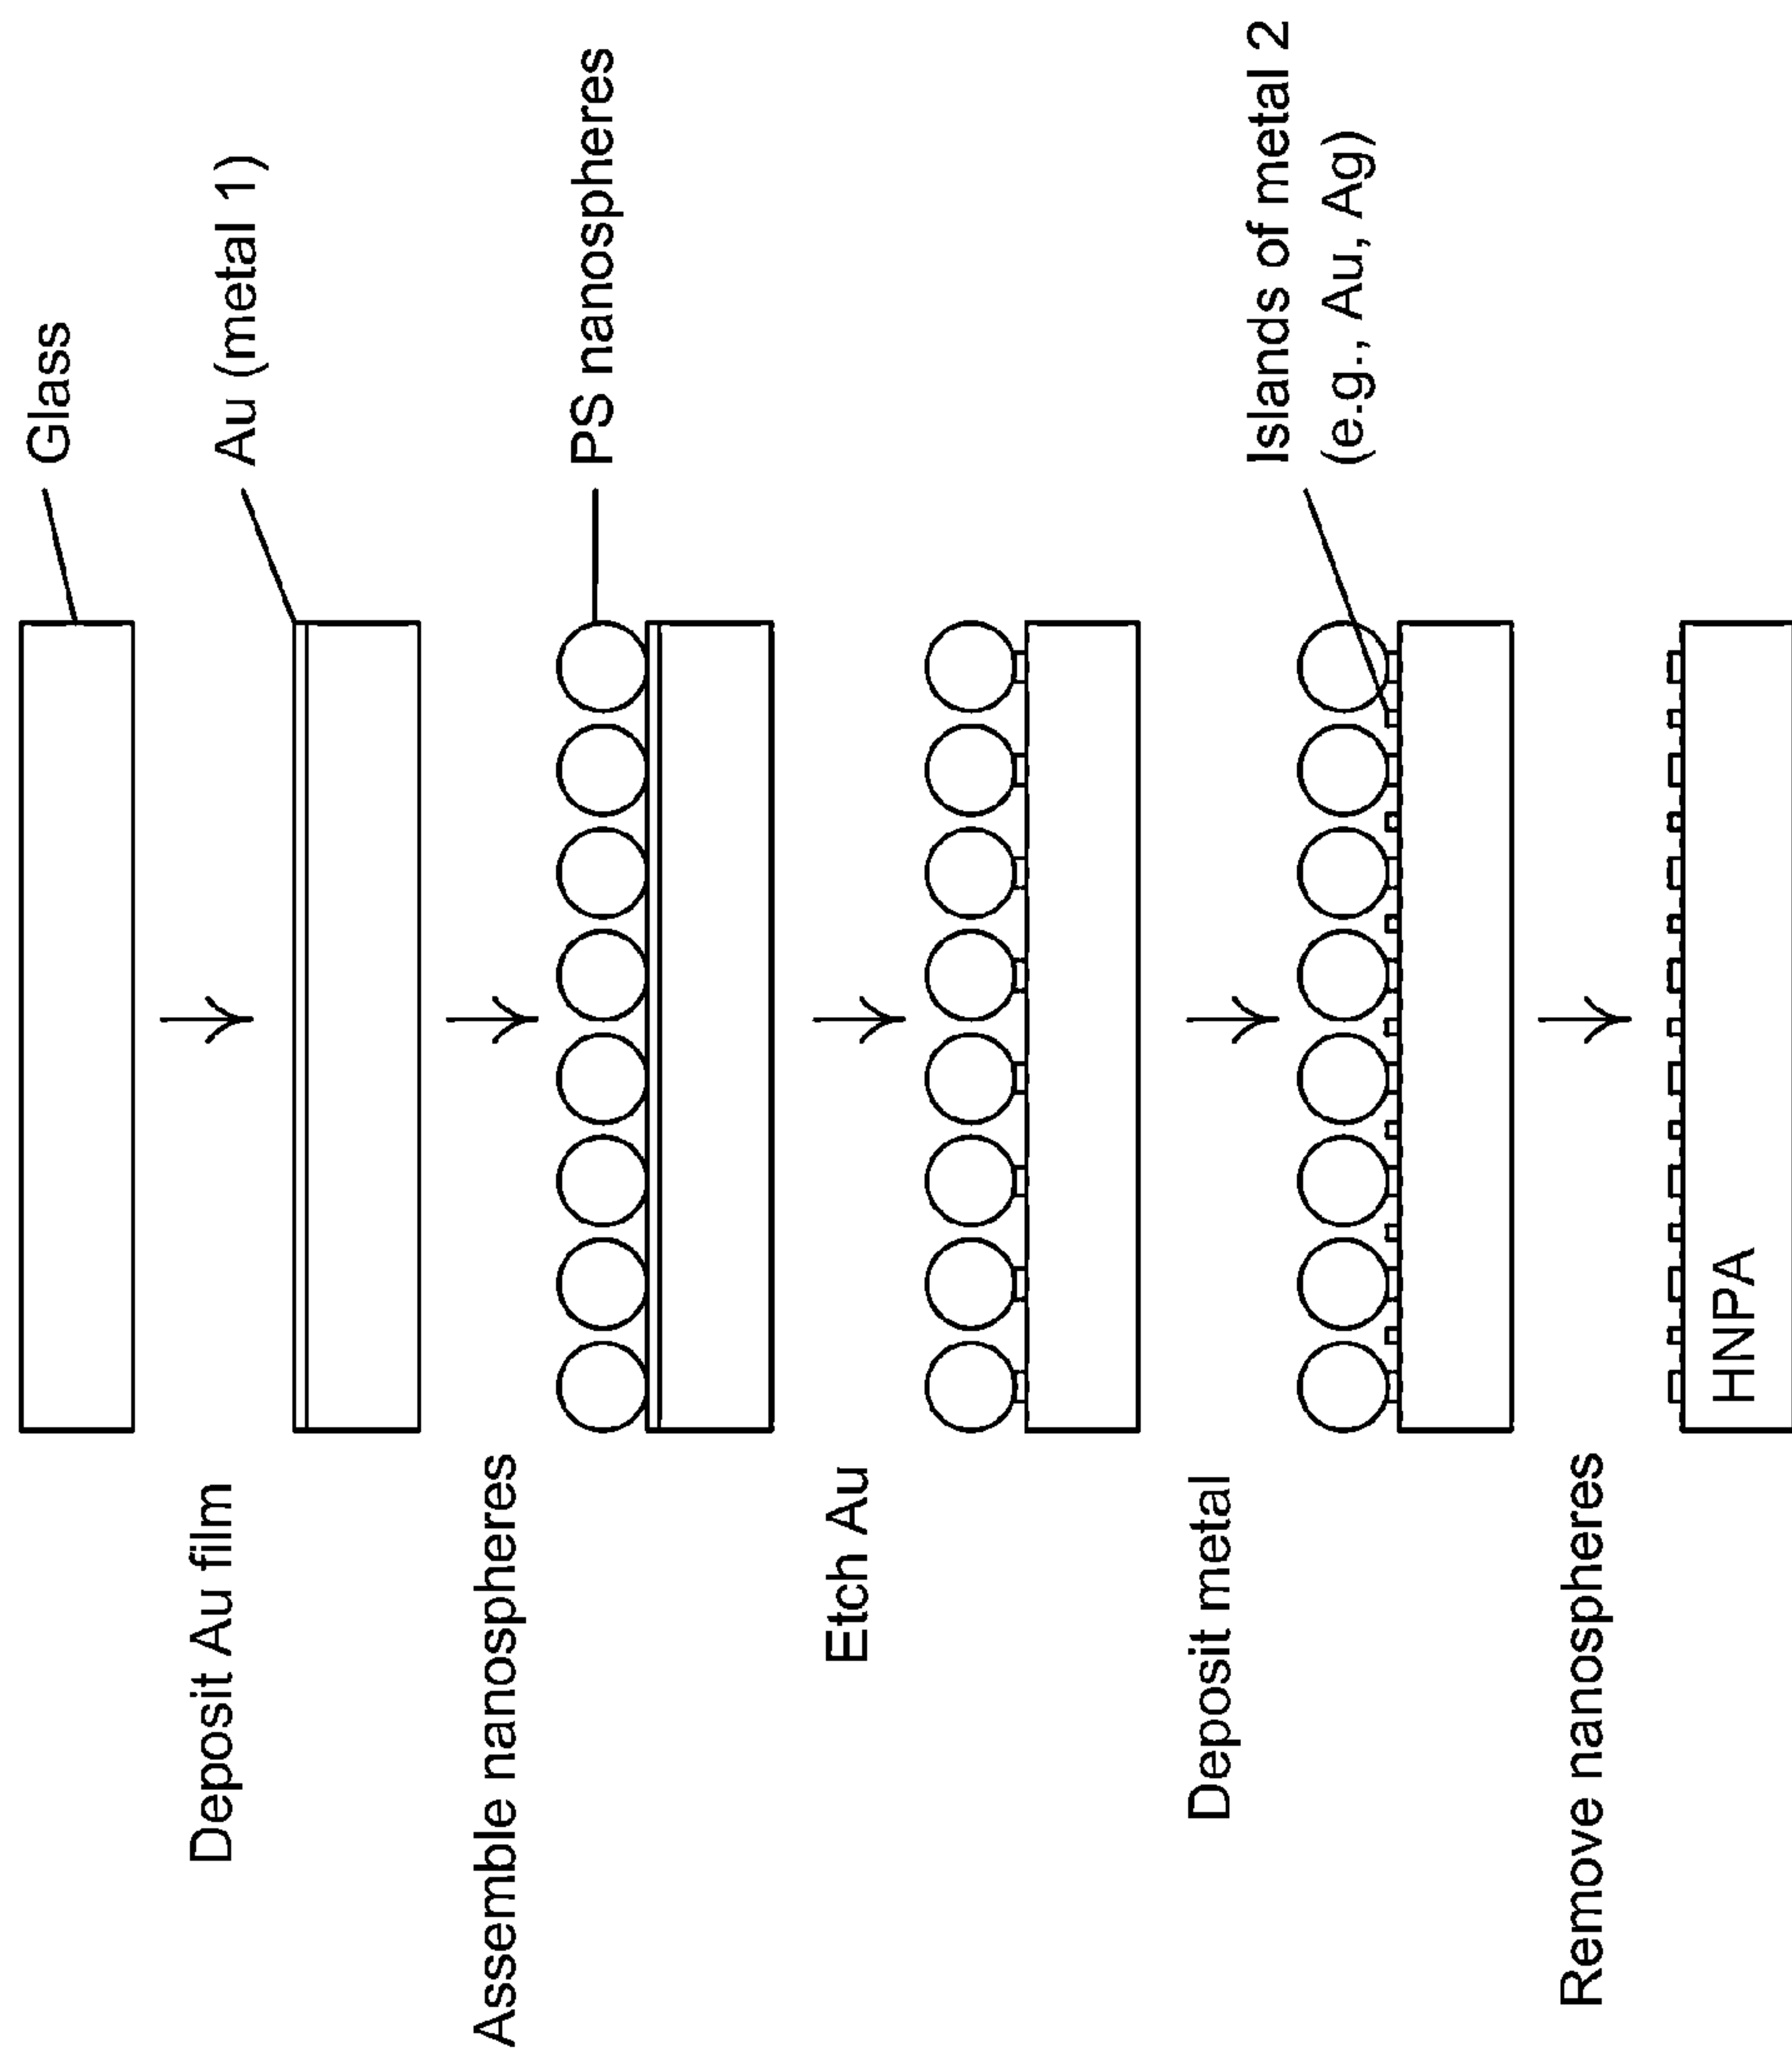 Glass
Deposit Au film
Au (metal 1)
Assemble nanospheres
PS nanospheres
Etch Au
Deposit metal
Islands of metal 2
(e.g., Au, Ag)
Remove nanospheres
HNPA